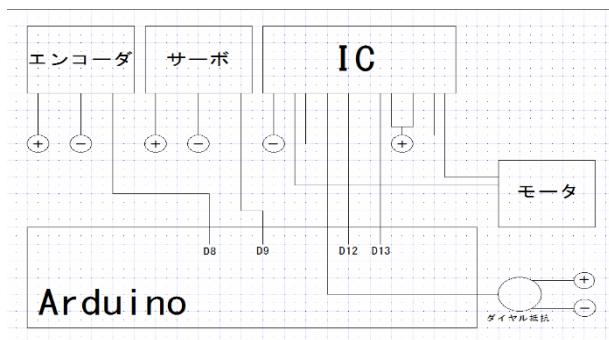 エンコーダ サーボ IC
+ − + − − +
モータ
D8 D9 D12 D13
Arduino
+
−
ダイヤル抵抗